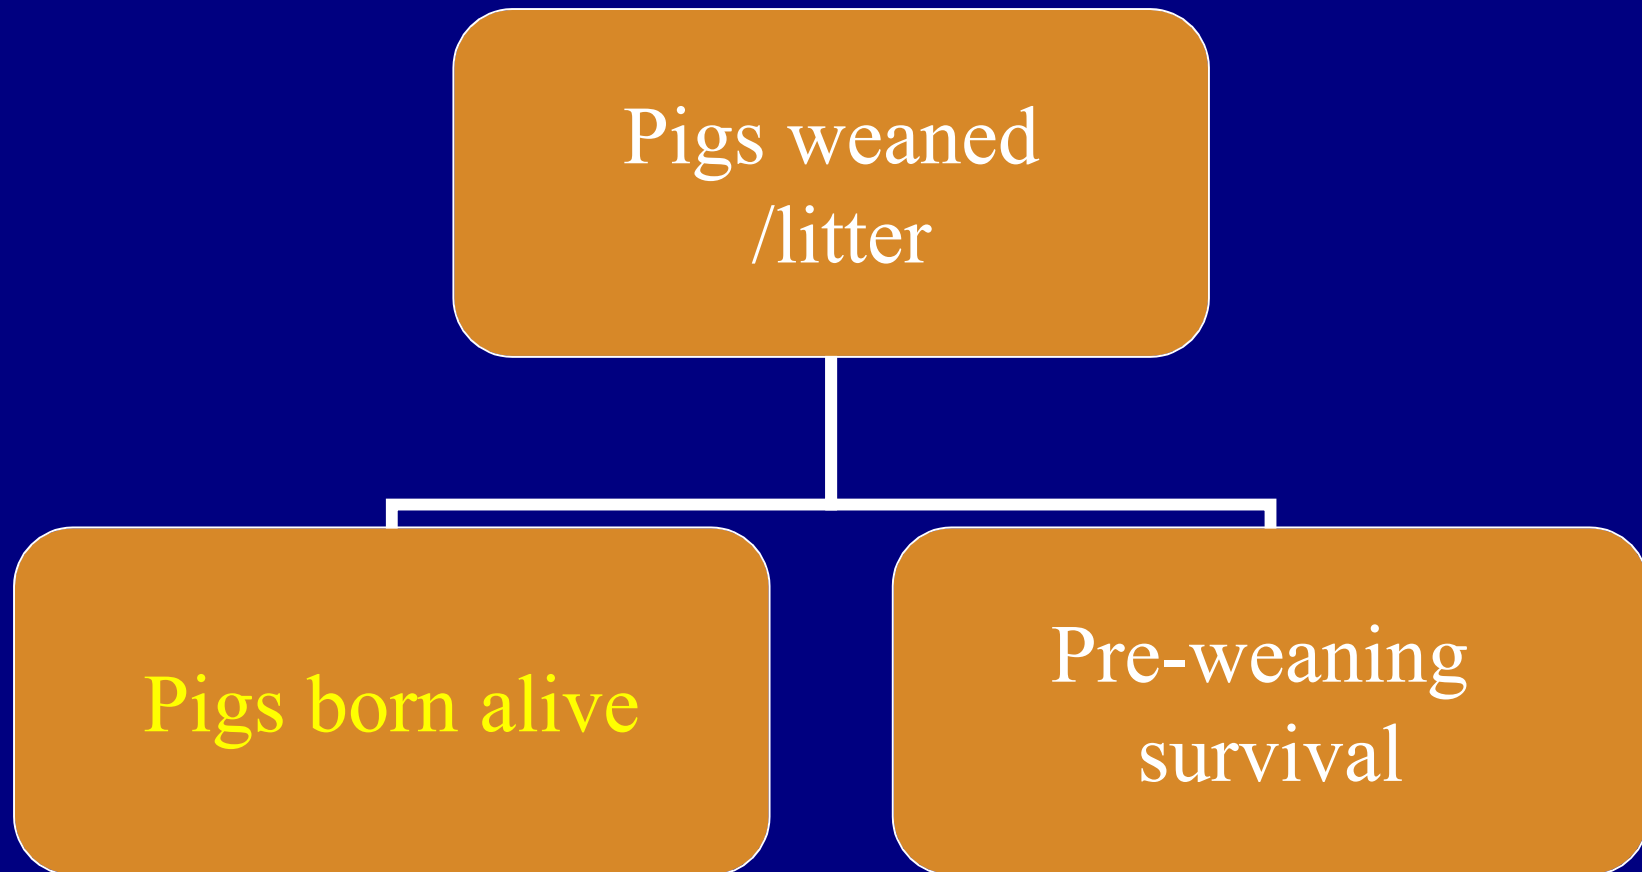 Pigs weaned
/litter
Pigs born alive
Pre-weaning
survival